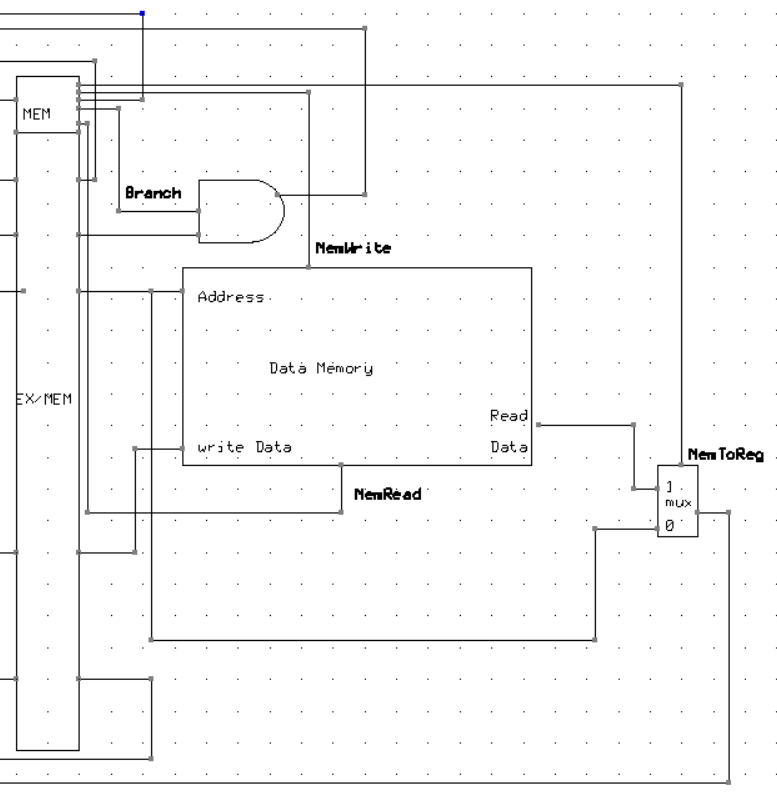 MEM
Branch
MemWrite
Address
Data Memory
EX/MEM
Read
Data
write Data
MemToReg
MemRead
1
mux
0